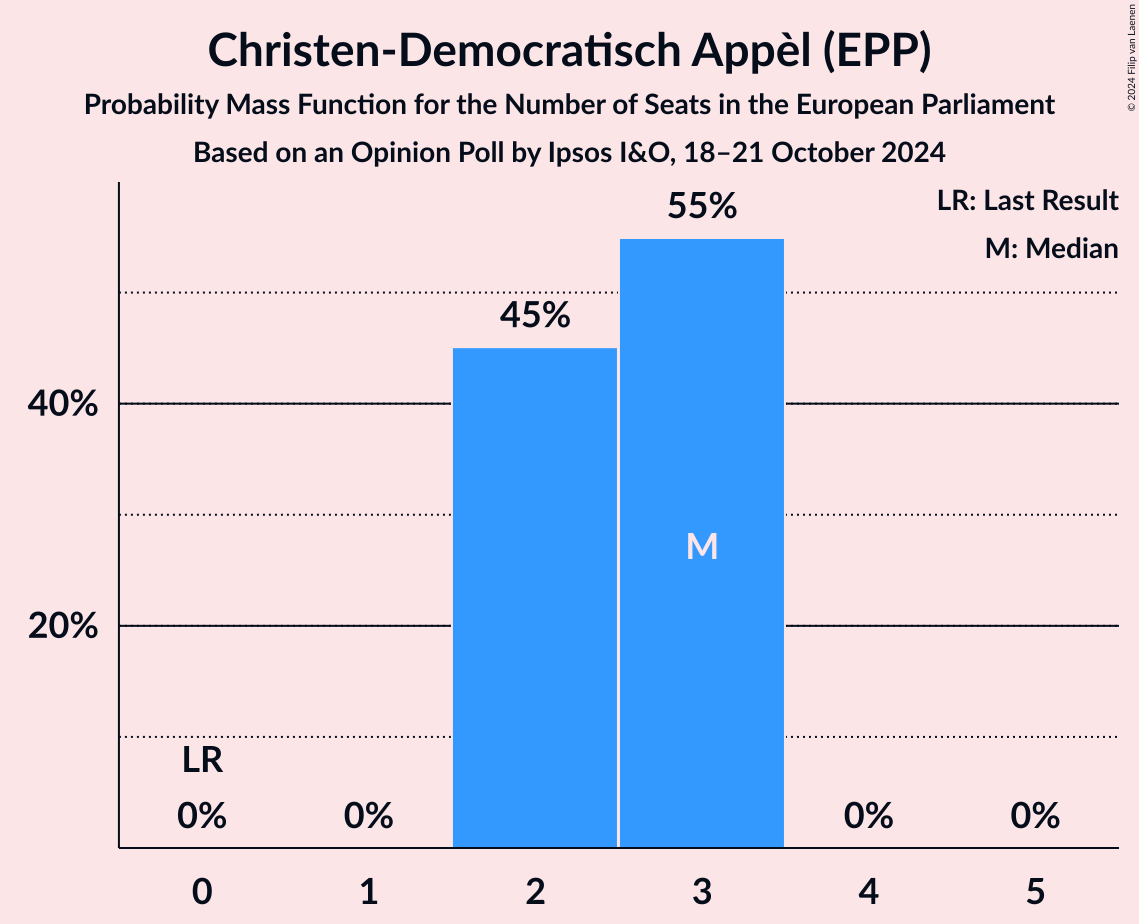 Christen-Democratisch Appèl (EPP)
Probability Mass Function for the Number of Seats in the European Parliament
Based on an Opinion Poll by Ipsos I&O, 18–21 October 2024
© 2024 Filip van Laenen
LR: Last Result
M: Median
55%
45%
40%
M
20%
LR
0% 0% 0% 0%
0 1 2 3 4 5